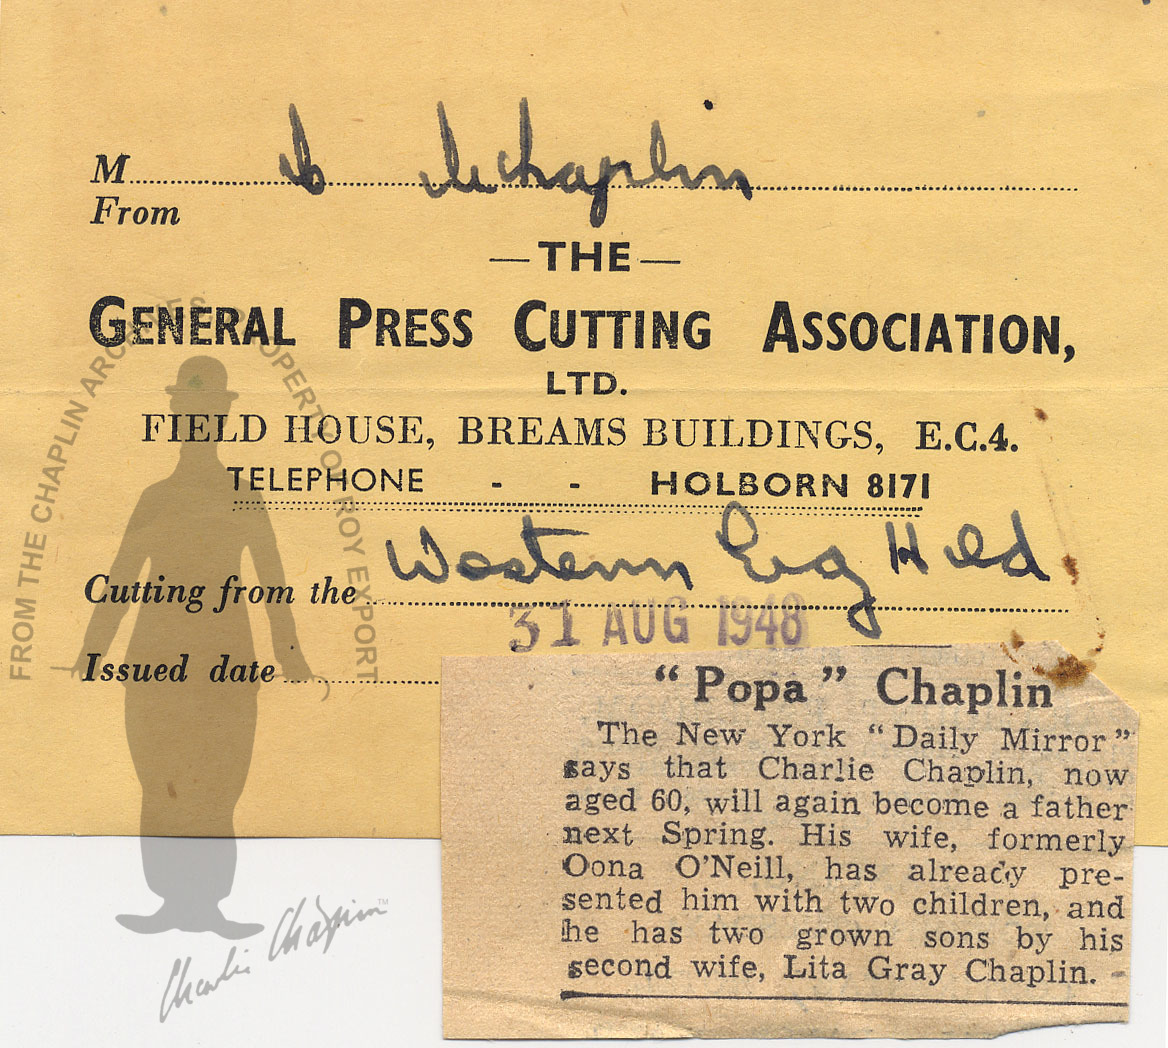 M
Chaplin
From
— THE —
GENERAL PRESS CUTTING ASSOCIATION,
LTD.
FIELD HOUSE, BREAMS BUILDINGS, E.C.4.
TELEPHONE - - HOLBORN 8171
Cutting from the Western Evg Hld
31 AUG 1948
Issued date
"Popa" Chaplin
The New York "Daily Mirror"
says that Charlie Chaplin, now
aged 60, will again become a father
next Spring. His wife, formerly
Oona O'Neill, has already pre-
sented him with two children, and
he has two grown sons by his
second wife, Lita Gray Chaplin.
FROM THE CHAPLIN ARCHIVES PROPERTY OF ROY EXPORT
Charlie Chaplin™